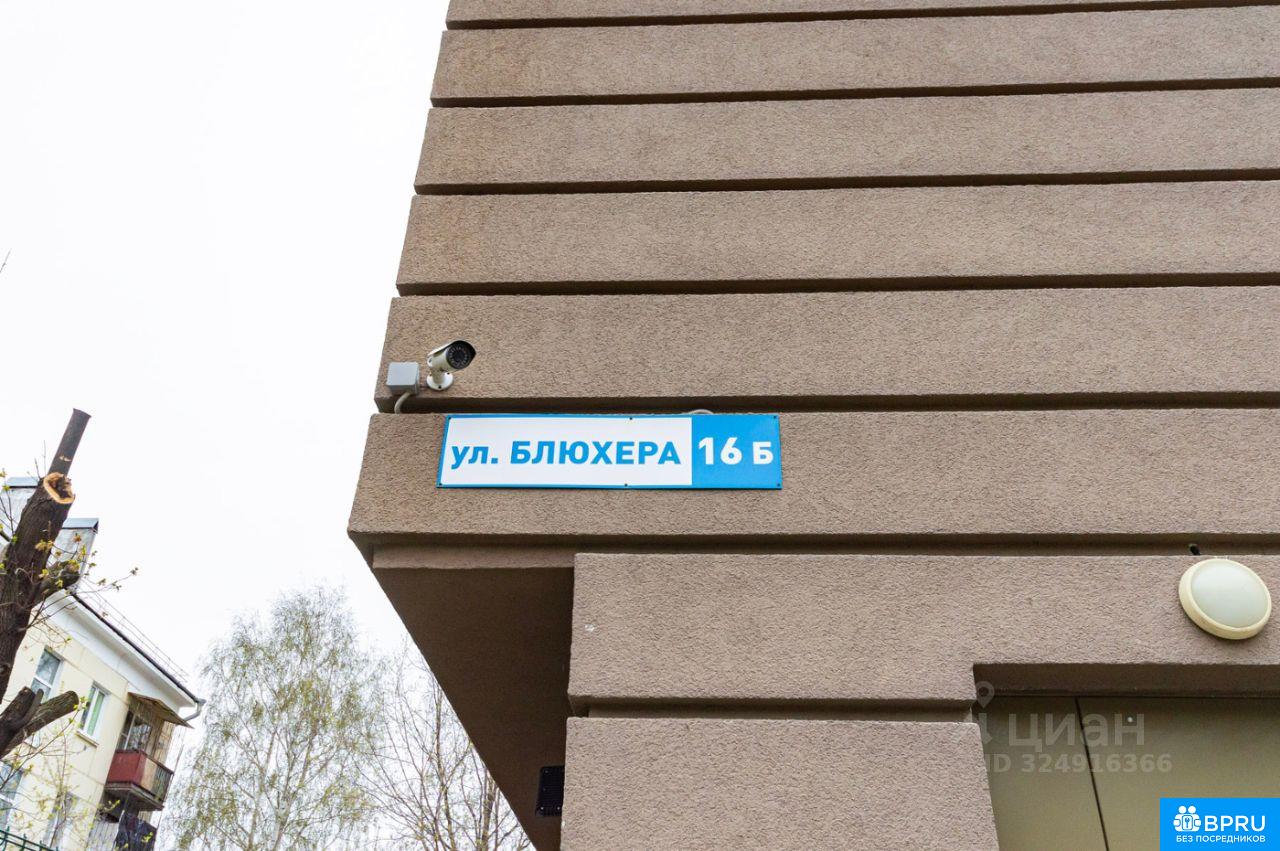 ул. БЛЮХЕРА 16 Б
циан
ID 324916366
BPRU
БЕЗ ПОСРЕДНИКОВ